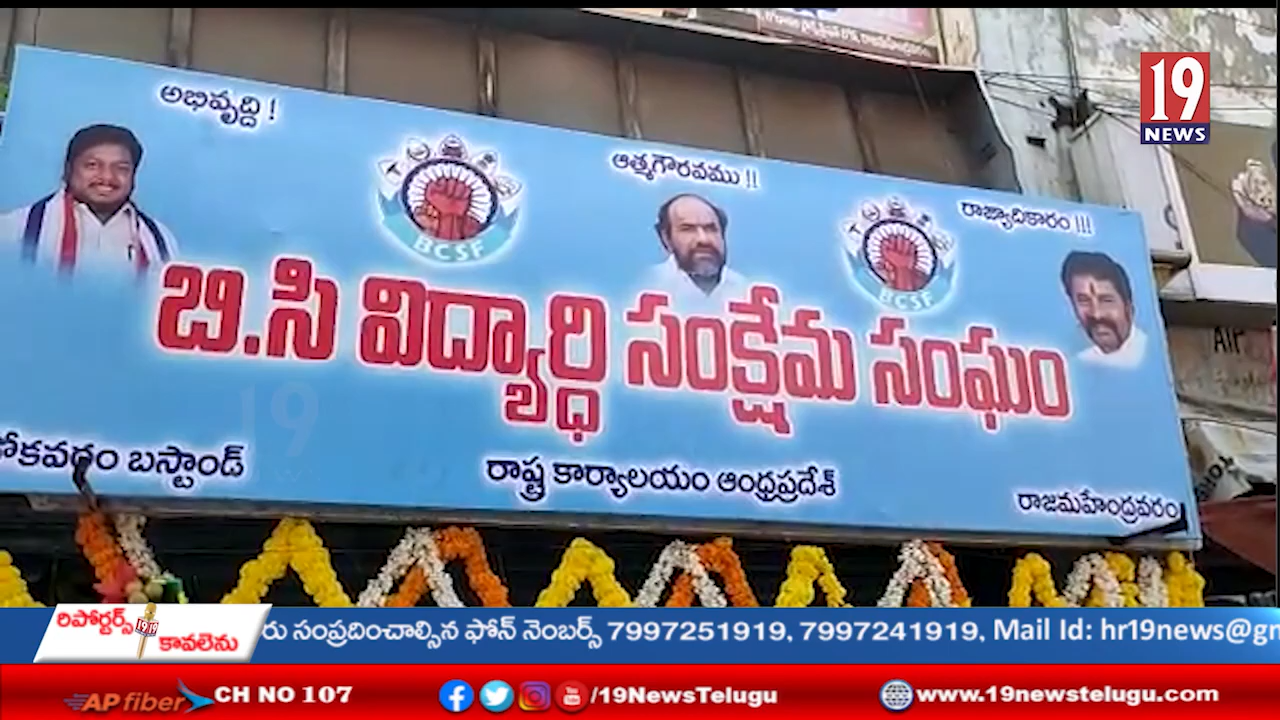 19
NEWS
అభివృద్ది !
ఆత్మగౌరవము !!
రాజ్యాదికారం !!!
BCSF
BCSF
బి.సి విద్యార్థి సంక్షేమ సంఘం
బస్టాండ్
రాష్ట్ర కార్యాలయం ఆంధ్రప్రదేశ్
రాజమహేంద్రవరం
రిపోర్టర్స్
కావలెను
రు సంప్రదించాల్సిన ఫోన్ నెంబర్స్ 7997251919, 7997241919, Mail Id: hr19news@gm
AP fiber CH NO 107
/19NewsTelugu
www.19newstelugu.com